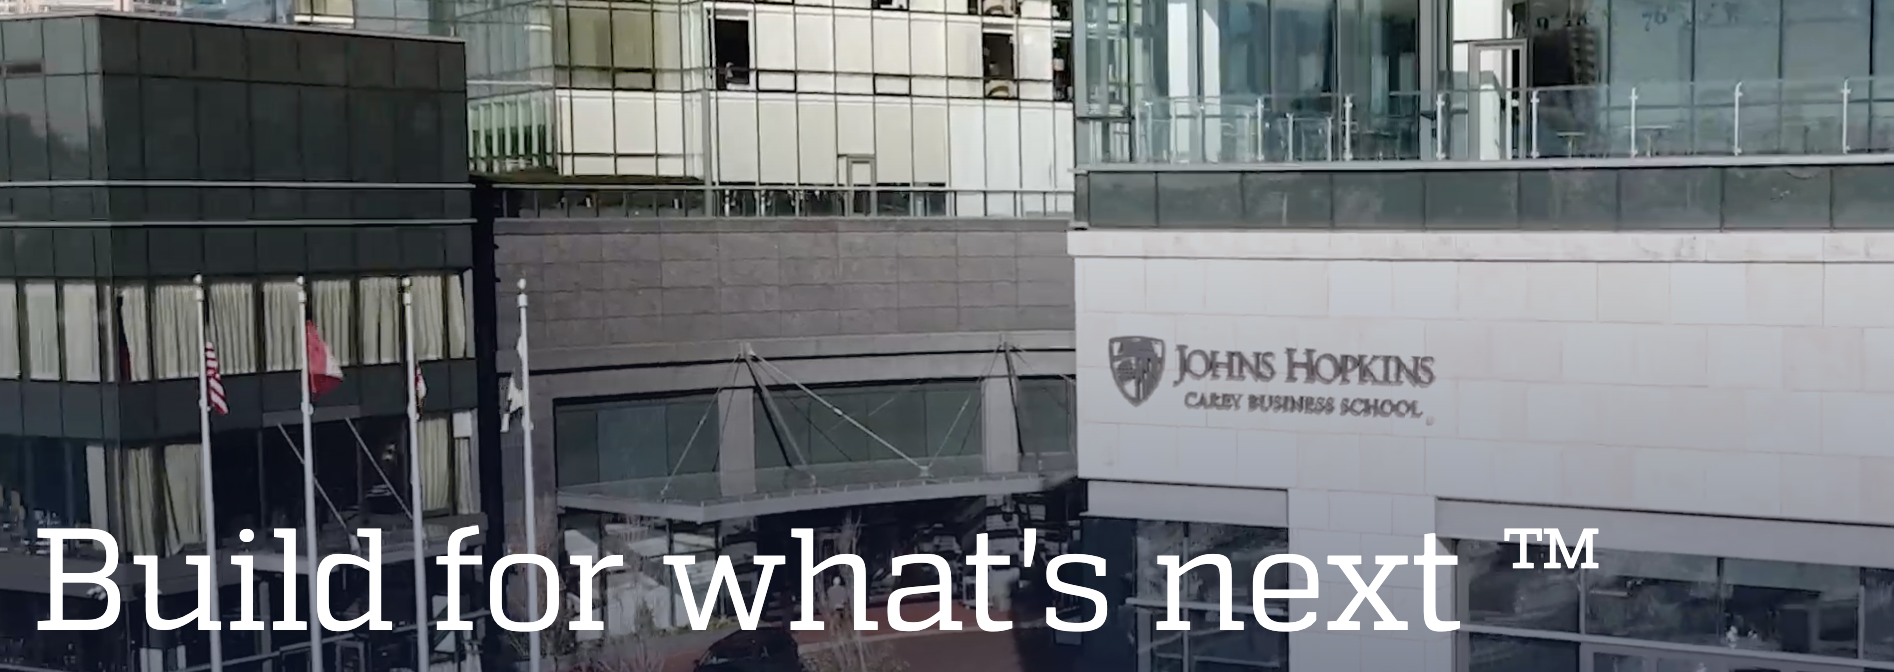 JOHNS HOPKINS
CAREY BUSINESS SCHOOL
Build for what's next ™